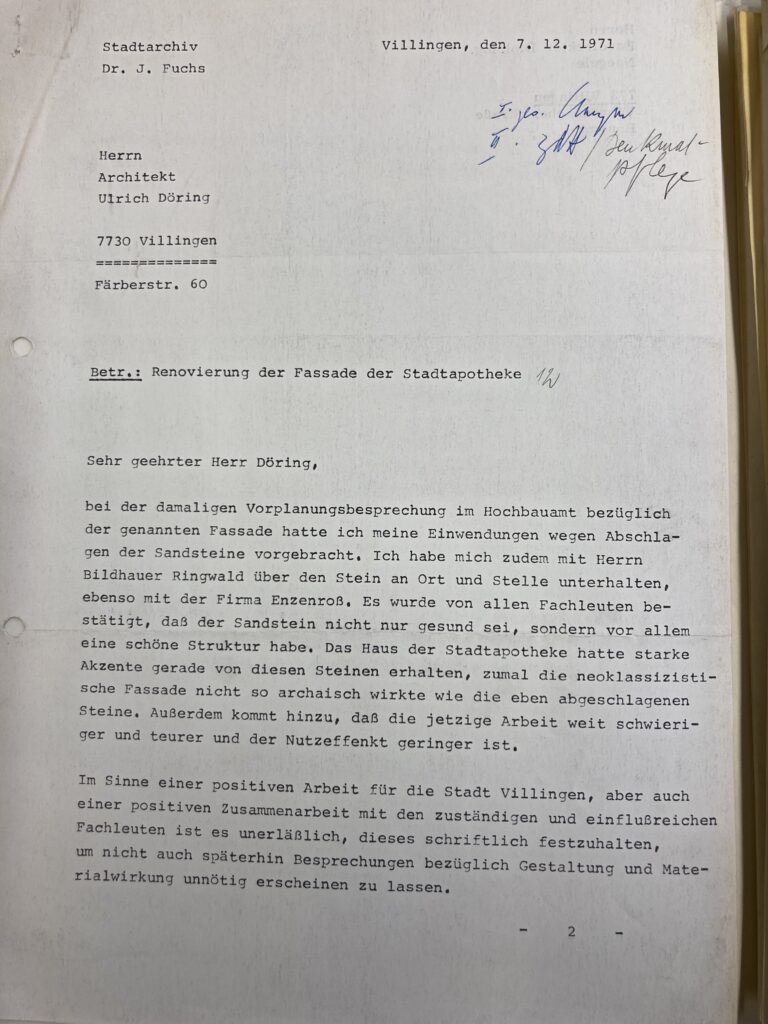 Stadtarchiv
Dr. J. Fuchs
Villingen, den 7. 12. 1971
I. ges.
II. zdA / Denkmal-
pflege
Herrn
Architekt
Ulrich Döring
7730 Villingen
==============
Färberstr. 60
Betr.: Renovierung der Fassade der Stadtapotheke
Sehr geehrter Herr Döring,
bei der damaligen Vorplanungsbesprechung im Hochbauamt bezüglich
der genannten Fassade hatte ich meine Einwendungen wegen Abschla-
gen der Sandsteine vorgebracht. Ich habe mich zudem mit Herrn
Bildhauer Ringwald über den Stein an Ort und Stelle unterhalten,
ebenso mit der Firma Enzenroß. Es wurde von allen Fachleuten be-
stätigt, daß der Sandstein nicht nur gesund sei, sondern vor allem
eine schöne Struktur habe. Das Haus der Stadtapotheke hatte starke
Akzente gerade von diesen Steinen erhalten, zumal die neoklassizisti-
sche Fassade nicht so archaisch wirkte wie die eben abgeschlagenen
Steine. Außerdem kommt hinzu, daß die jetzige Arbeit weit schwieri-
ger und teurer und der Nutzeffenkt geringer ist.
Im Sinne einer positiven Arbeit für die Stadt Villingen, aber auch
einer positiven Zusammenarbeit mit den zuständigen und einflußreichen
Fachleuten ist es unerläßlich, dieses schriftlich festzuhalten,
um nicht auch späterhin Besprechungen bezüglich Gestaltung und Mate-
rialwirkung unnötig erscheinen zu lassen.
- 2 -